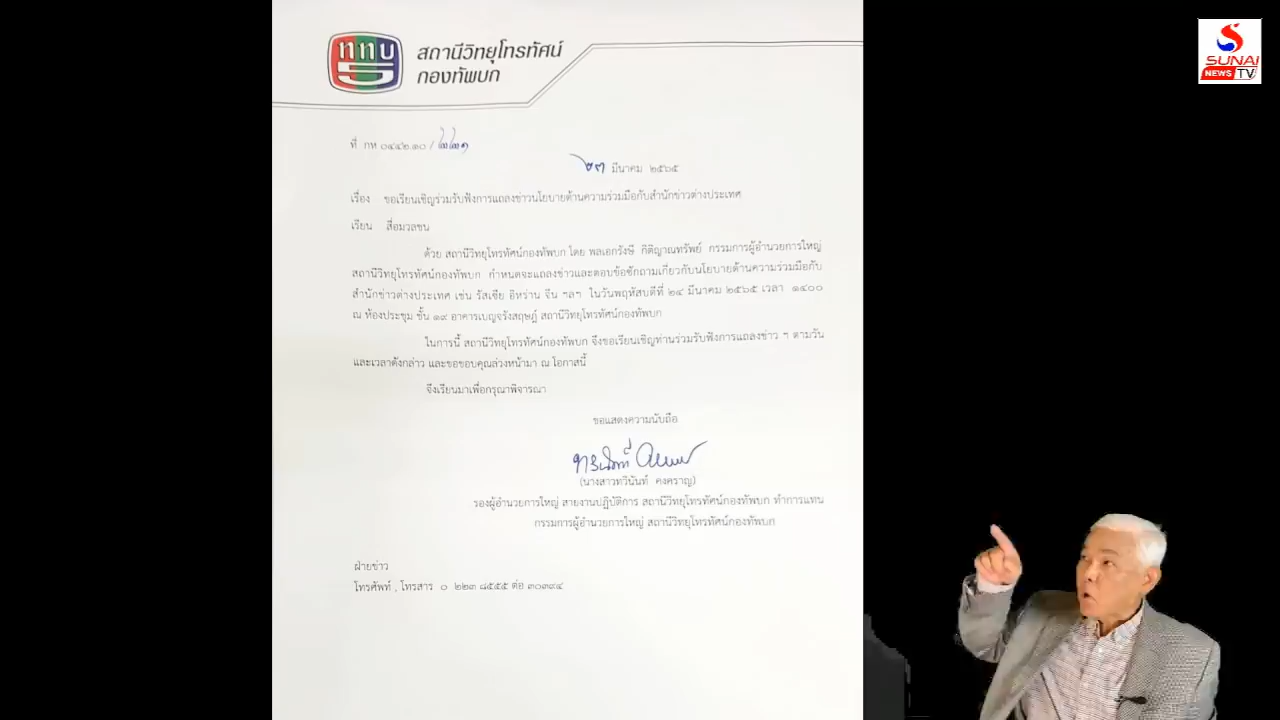 ททบ
5
สถานีวิทยุโทรทัศน์
กองทัพบก
SUNAI
NEWS TV
ที่ กห ๐๔๔๒.๑๐ /
๒๓ มีนาคม ๒๕๖๕
เรื่อง ขอเรียนเชิญร่วมรับฟังการแถลงข่าวนโยบายด้านความร่วมมือกับสำนักข่าวต่างประเทศ
เรียน สื่อมวลชน
ด้วย สถานีวิทยุโทรทัศน์กองทัพบก โดย พลเอกรังษี กิติญาณทรัพย์ กรรมการผู้อำนวยการใหญ่
สถานีวิทยุโทรทัศน์กองทัพบก กำหนดจะแถลงข่าวและตอบข้อซักถามเกี่ยวกับนโยบายด้านความร่วมมือกับ
สำนักข่าวต่างประเทศ เช่น รัสเซีย อิหร่าน จีน ฯลฯ ในวันพฤหัสบดีที่ ๒๔ มีนาคม ๒๕๖๕ เวลา ๑๔๐๐
ณ ห้องประชุม ชั้น ๑๙ อาคารเบญจรังสฤษฎ์ สถานีวิทยุโทรทัศน์กองทัพบก
ในการนี้ สถานีวิทยุโทรทัศน์กองทัพบก จึงขอเรียนเชิญท่านร่วมรับฟังการแถลงข่าว ฯ ตามวัน
และเวลาดังกล่าว และขอขอบคุณล่วงหน้ามา ณ โอกาสนี้
จึงเรียนมาเพื่อกรุณาพิจารณา
ขอแสดงความนับถือ
(นางสาวทวินันท์ คงคราญ)
รองผู้อำนวยการใหญ่ สายงานปฏิบัติการ สถานีวิทยุโทรทัศน์กองทัพบก ทำการแทน
กรรมการผู้อำนวยการใหญ่ สถานีวิทยุโทรทัศน์กองทัพบก
ฝ่ายข่าว
โทรศัพท์ , โทรสาร ๐ ๒๒๓ ๘๕๕๕ ต่อ ๓๐๓๙๔